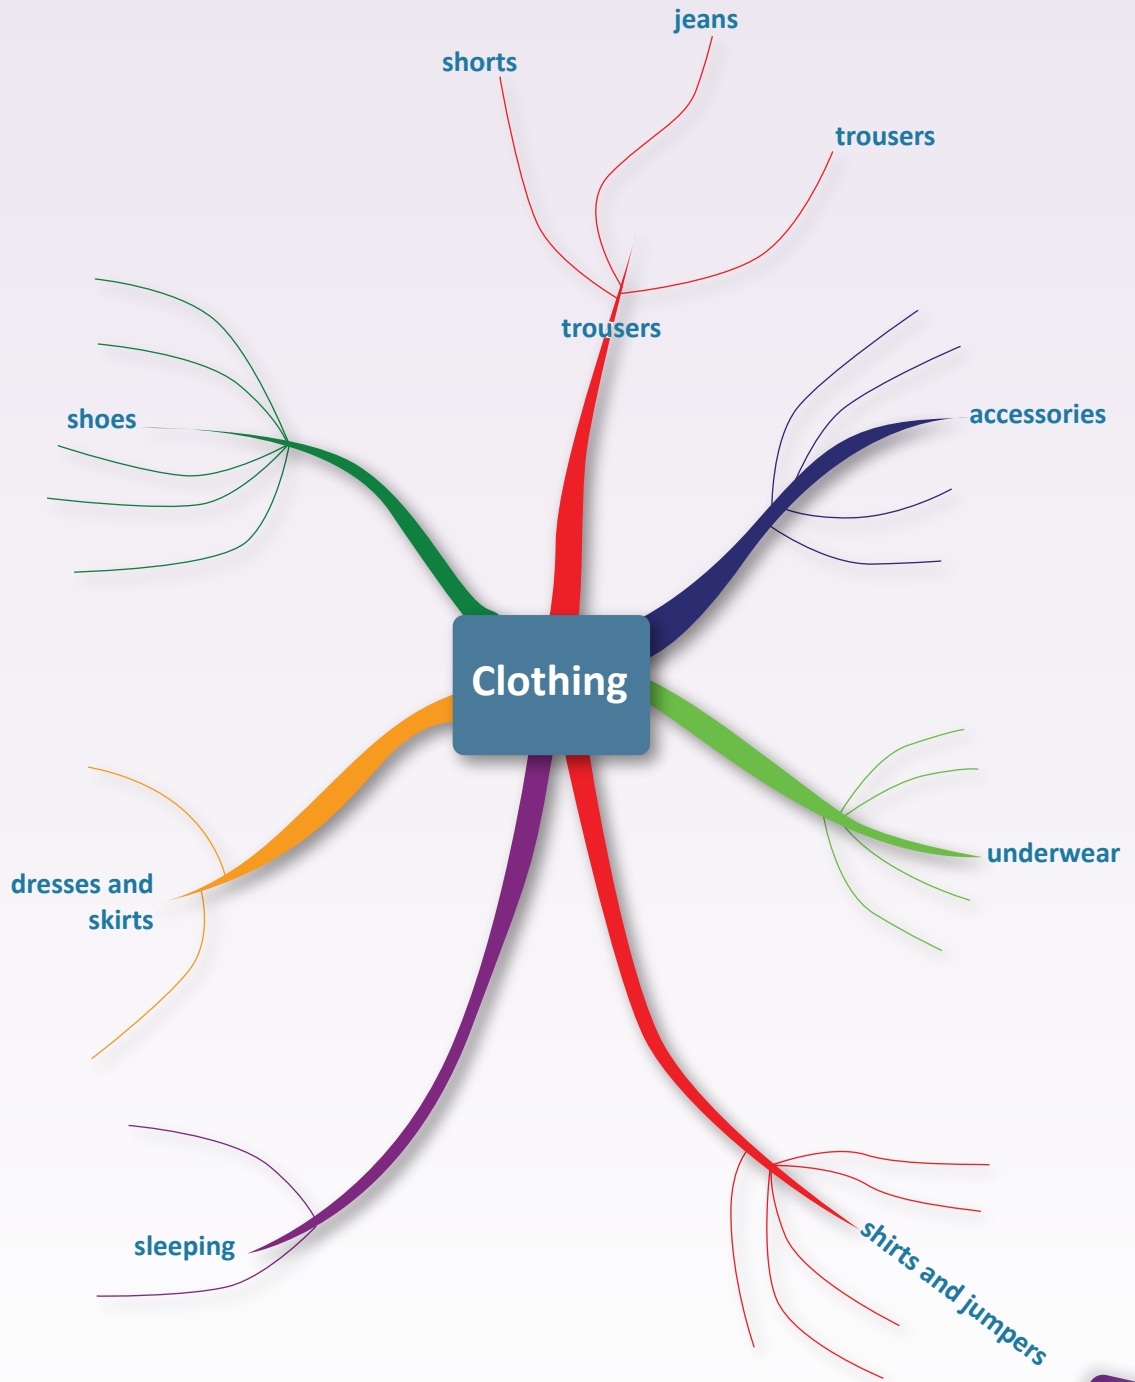 jeans
shorts
trousers
trousers
accessories
shoes
Clothing
underwear
dresses and
skirts
sleeping
shirts and jumpers